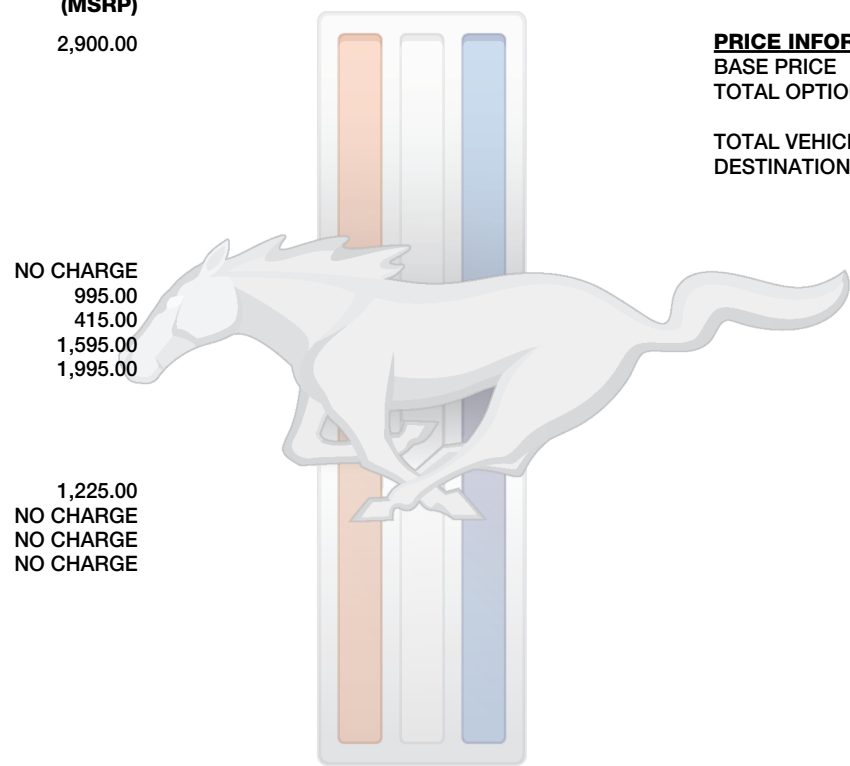 (MSRP)
2,900.00
NO CHARGE
995.00
415.00
1,595.00
1,995.00
1,225.00
NO CHARGE
NO CHARGE
NO CHARGE
PRICE INFOR
BASE PRICE
TOTAL OPTIO
TOTAL VEHIC
DESTINATION